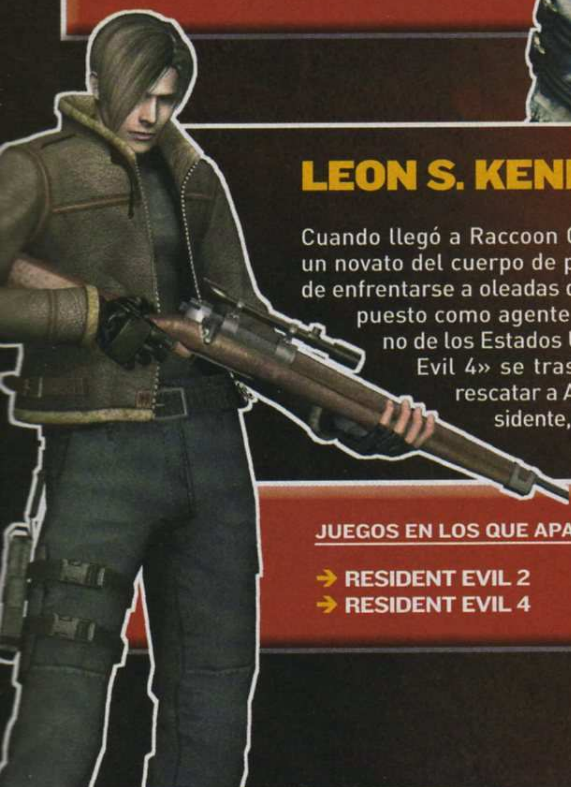 LEON S. KEN
Cuando llegó a Raccoon
un novato del cuerpo de
de enfrentarse a oleadas
puesto como agente
no de los Estados
Evil 4» se tras
rescatar a A
sidente,
JUEGOS EN LOS QUE APA
→ RESIDENT EVIL 2
→ RESIDENT EVIL 4